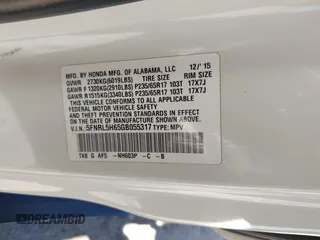 MFD. BY HONDA MFG. OF ALABAMA, LLC 12/'15
GVWR 2730KG(6019LBS) TIRE SIZE RIM SIZE
GAWR F 1320KG(2910LBS) P235/65R17 103T 17X7J
GAWR R 1515KG(3340LBS) P235/65R17 103T 17X7J
THIS VEHICLE CONFORMS TO ALL APPLICABLE
FEDERAL MOTOR VEHICLE SAFETY AND
THEFT PREVENTION STANDARDS IN EFFECT ON
THE DATE OF MANUFACTURE SHOWN ABOVE.
V.I.N.:5FNRL5H65GB055317 TYPE: MPV
TK8 G AF5 -NH603P -C -B
AUTOBIDMASTER